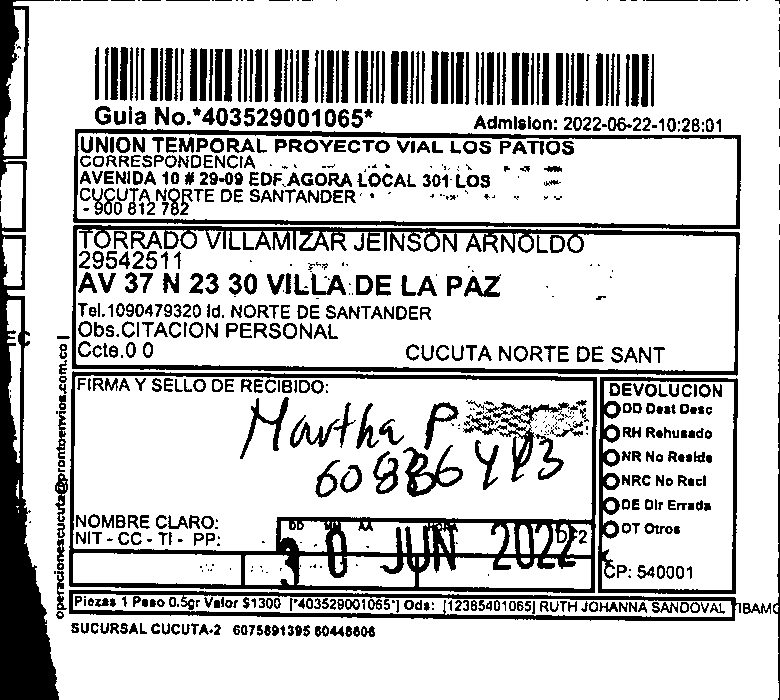 Guia No.*403529001065*
Admision: 2022-06-22-10:28:01
UNION TEMPORAL PROYECTO VIAL LOS PATIOS
CORRESPONDENCIA
AVENIDA 10 # 29-09 EDF AGORA LOCAL 301 LOS
CUCUTA NORTE DE SANTANDER
- 900 812 782
TORRADO VILLAMIZAR JEINSON ARNOLDO
29542511
AV 37 N 23 30 VILLA DE LA PAZ
Tel.1090479320 Id. NORTE DE SANTANDER
Obs.CITACION PERSONAL
Ccte.0 0 CUCUTA NORTE DE SANT
operacionescucuta@prontoenvios.com.co |
FIRMA Y SELLO DE RECIBIDO:
Martha P
NOMBRE CLARO:
NIT - CC - TI - PP:
DD MM AA HORA
30 JUN 2022
DEVOLUCION
DD Dest Desc
RH Rehusado
NR No Reside
NRC No Recl
DE Dir Errada
OT Otros
CP: 540001
Piezas 1 Peso 0.5gr Valor $1300 [*403529001065*] Ods: [12385401065] RUTH JOHANNA SANDOVAL TIBAMO
SUCURSAL CUCUTA-2 6075891395 60448606